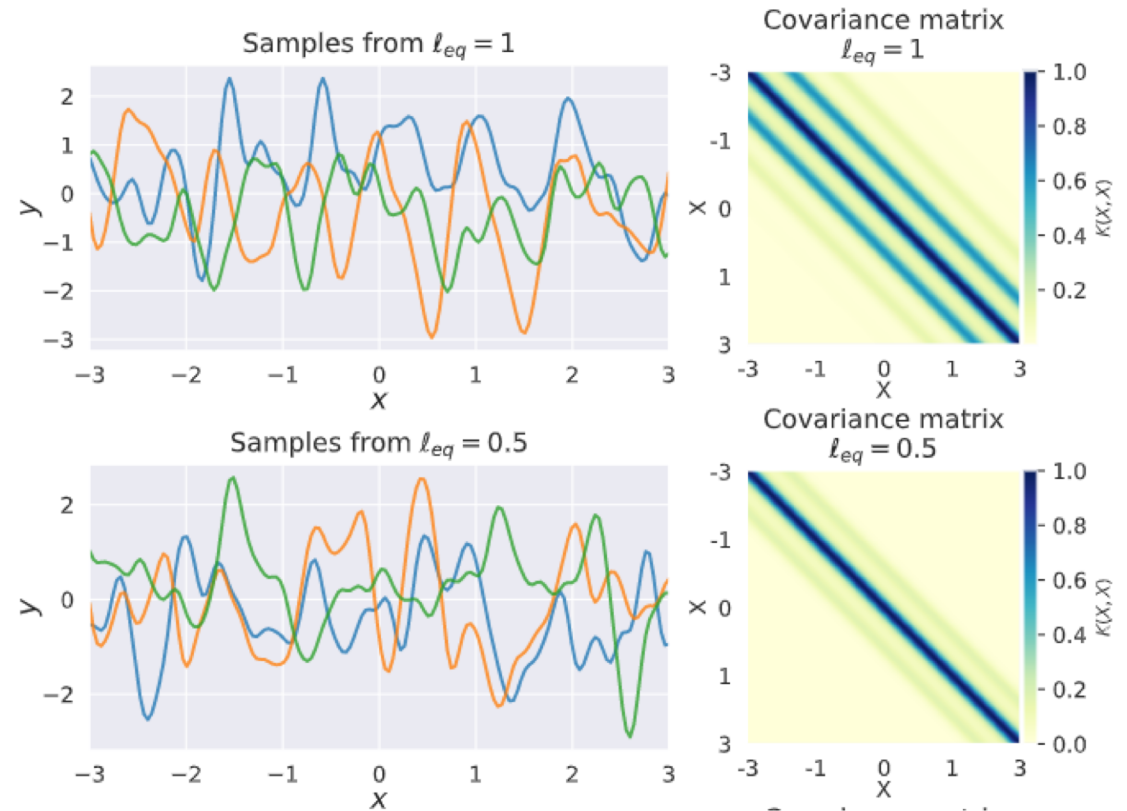 Samples from ℓeq = 1
2
1
0
−1
−2
−3
y
−3 −2 −1 0 1 2 3
x
Covariance matrix
ℓeq = 1
-3
-1
0
1
3
X
-3 -1 0 1 3
X
1.0
0.8
0.6
0.4
0.2
K(X, X)
Samples from ℓeq = 0.5
2
0
−2
y
−3 −2 −1 0 1 2 3
x
Covariance matrix
ℓeq = 0.5
-3
-1
0
1
3
X
-3 -1 0 1 3
X
1.0
0.8
0.6
0.4
0.2
0.0
K(X, X)